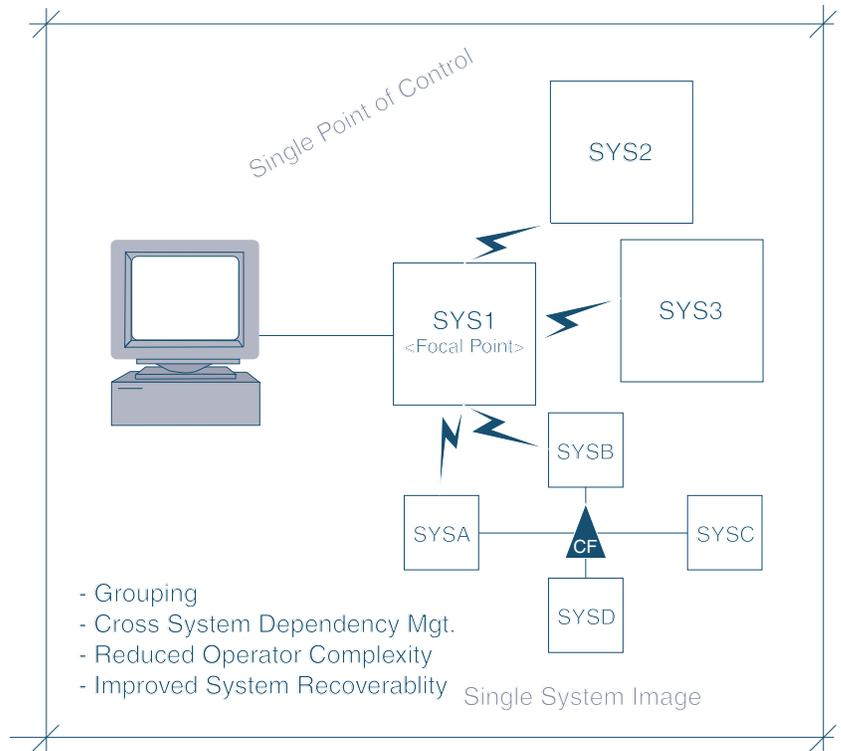 Single Point of Control
SYS2
SYS3
SYS1
<Focal Point>
SYSB
SYSA
CF
SYSC
SYSD
- Grouping
- Cross System Dependency Mgt.
- Reduced Operator Complexity
- Improved System Recoverablity
Single System Image